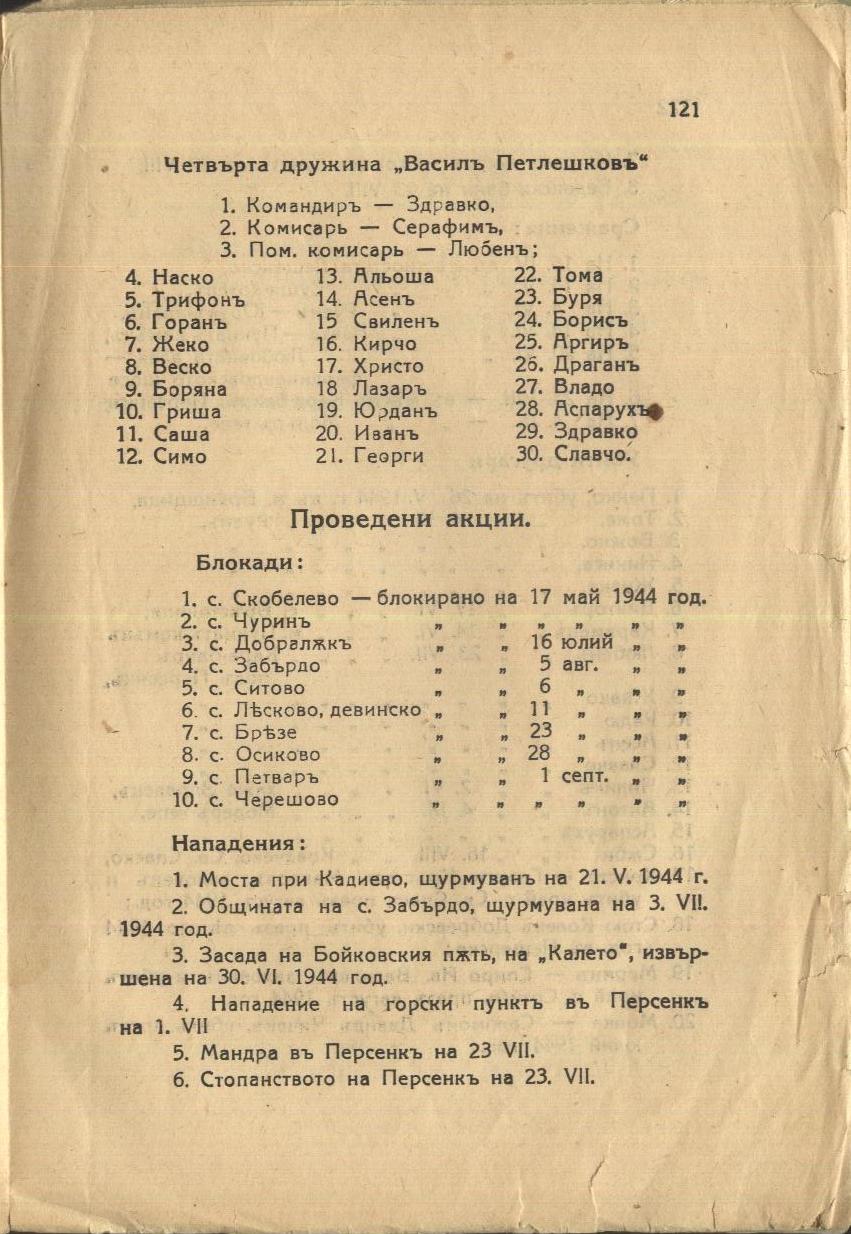 121
Четвърта дружина „Василъ Петлешковъ“
1. Командиръ — Здравко,
2. Комисарь — Серафимъ,
3. Пом. комисарь — Любенъ;
4. Наско 13. Альоша 22. Тома
5. Трифонъ 14. Асенъ 23. Буря
6. Горанъ 15 Свиленъ 24. Борисъ
7. Жеко 16. Кирчо 25. Аргиръ
8. Веско 17. Христо 26. Драганъ
9. Боряна 18 Лазаръ 27. Владо
10. Гриша 19. Юрданъ 28. Аспарухъ
11. Саша 20. Иванъ 29. Здравко
12. Симо 21. Георги 30. Славчо.
Проведени акции.
Блокади:
1. с. Скобелево — блокирано на 17 май 1944 год.
2. с. Чуринъ „ „ „ „ „ „
3. с. Добралѫкъ „ „ 16 юлий „ „
4. с. Забърдо „ „ 5 авг. „ „
5. с. Ситово „ „ 6 „ „ „
6. с. Лѣсково, девинско „ „ 11 „ „ „
7. с. Брѣзе „ „ 23 „ „ „
8. с. Осиково „ „ 28 „ „ „
9. с. Петваръ „ „ 1 септ. „ „
10. с. Черешово „ „ „ „ „ „
Нападения:
1. Моста при Кадиево, щурмуванъ на 21. V. 1944 г.
2. Общината на с. Забърдо, щурмувана на 3. VII.
1944 год.
3. Засада на Бойковския пѫть, на „Калето“, извър-
шена на 30. VI. 1944 год.
4. Нападение на горски пунктъ въ Персенкъ
на 1. VII
5. Мандра въ Персенкъ на 23 VII.
6. Стопанството на Персенкъ на 23. VII.